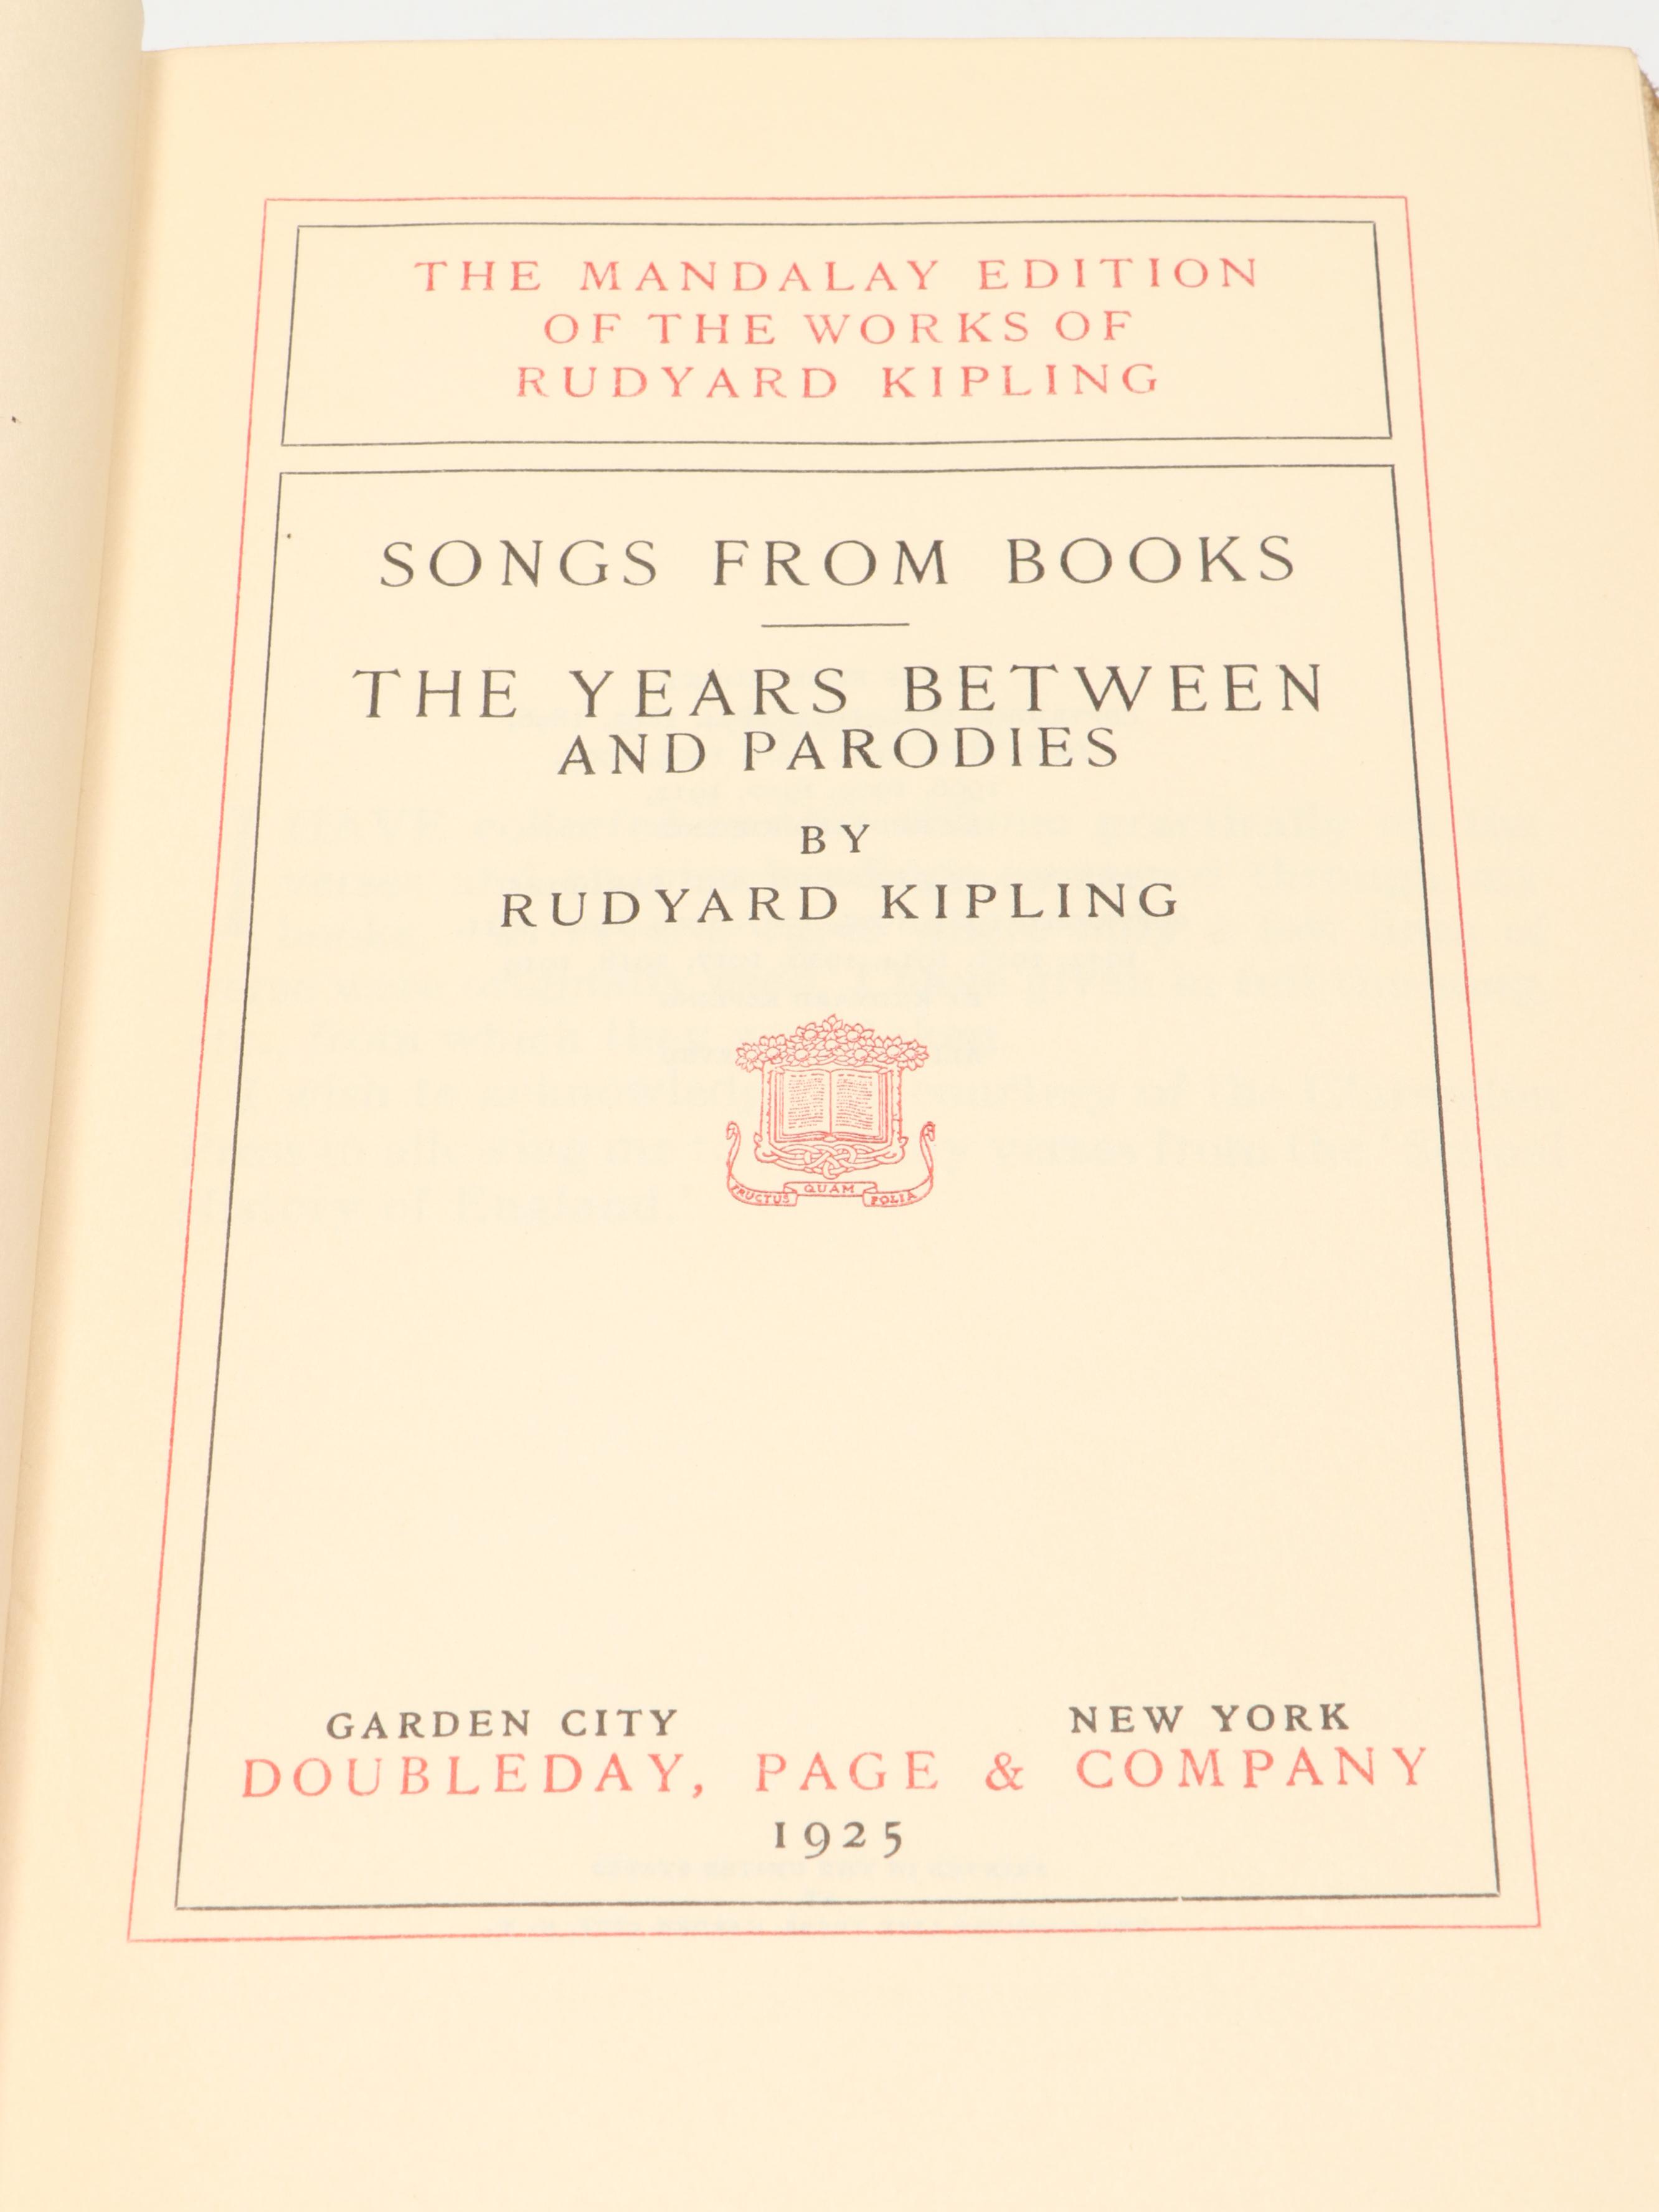 THE MANDALAY EDITION
OF THE WORKS OF
RUDYARD KIPLING
SONGS FROM BOOKS
THE YEARS BETWEEN
AND PARODIES
BY
RUDYARD KIPLING
FRUCTUS QUAM FOLIA
GARDEN CITY NEW YORK
DOUBLEDAY, PAGE & COMPANY
1925